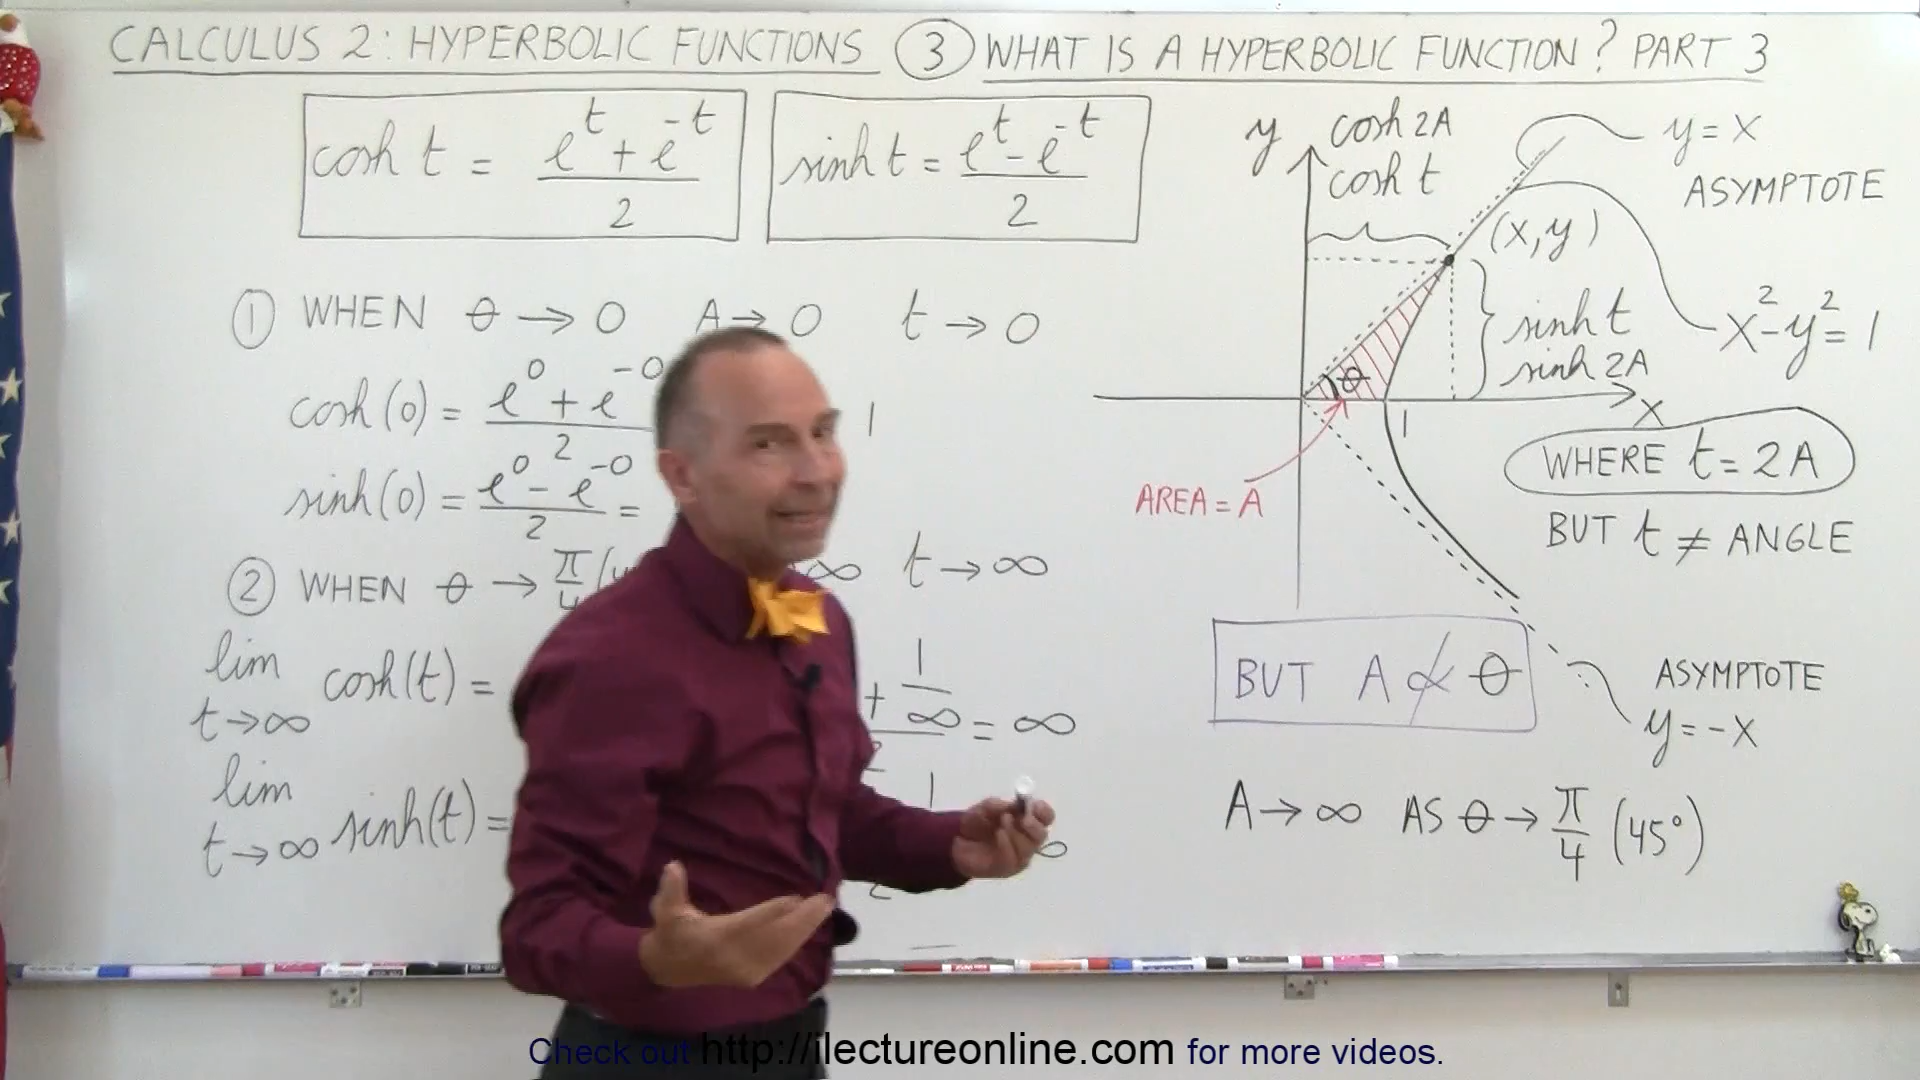 CALCULUS 2: HYPERBOLIC FUNCTIONS ③ WHAT IS A HYPERBOLIC FUNCTION? PART 3
cosh t = (e^t + e^-t)/2
sinh t = (e^t - e^-t)/2
① WHEN θ → 0 A → 0 t → 0
cosh(0) = (e^0 + e^-0)/2 1
sinh(0) = (e^0 - e^-0)/2 =
② WHEN θ → π/4 ∞ t → ∞
lim t→∞ cosh(t) = + 1/∞ = ∞
lim t→∞ sinh(t) = 1 ∞
y cosh 2A
cosh t
y = x
ASYMPTOTE
(x, y)
sinh t
sinh 2A
x² - y² = 1
θ
x
1
AREA = A
WHERE t = 2A
BUT t ≠ ANGLE
BUT A ∝̸ θ
ASYMPTOTE
y = -x
A → ∞ AS θ → π/4 (45°)
Check out http://ilectureonline.com for more videos.